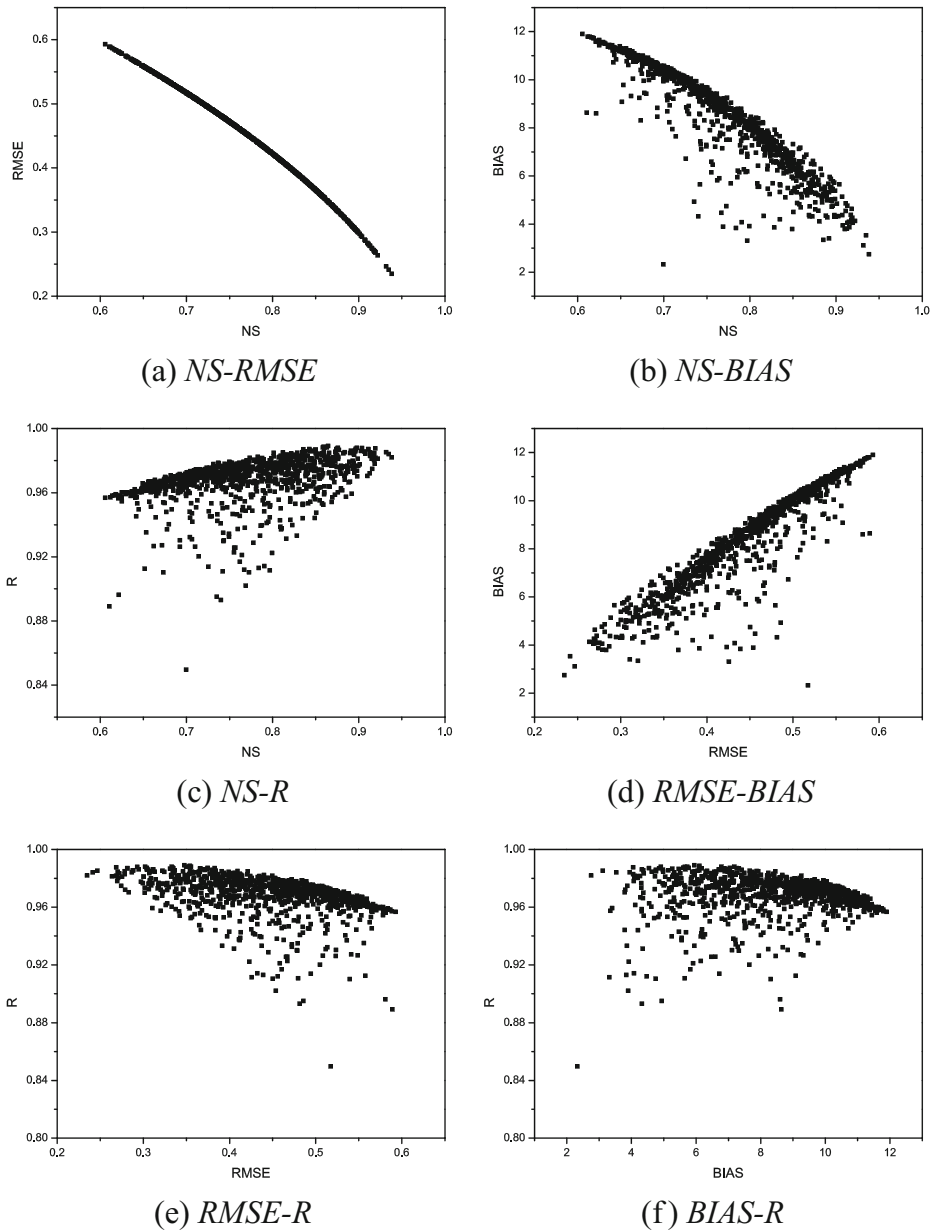 0.6
0.5
0.4
0.3
0.2
RMSE
0.6 0.7 0.8 0.9 1.0
NS
(a) NS-RMSE
12
10
8
6
4
2
BIAS
0.6 0.7 0.8 0.9 1.0
NS
(b) NS-BIAS
1.00
0.96
0.92
0.88
0.84
R
0.6 0.7 0.8 0.9 1.0
NS
(c) NS-R
12
10
8
6
4
2
BIAS
0.2 0.3 0.4 0.5 0.6
RMSE
(d) RMSE-BIAS
1.00
0.96
0.92
0.88
0.84
0.80
R
0.2 0.3 0.4 0.5 0.6
RMSE
(e) RMSE-R
1.00
0.96
0.92
0.88
0.84
0.80
R
2 4 6 8 10 12
BIAS
(f) BIAS-R